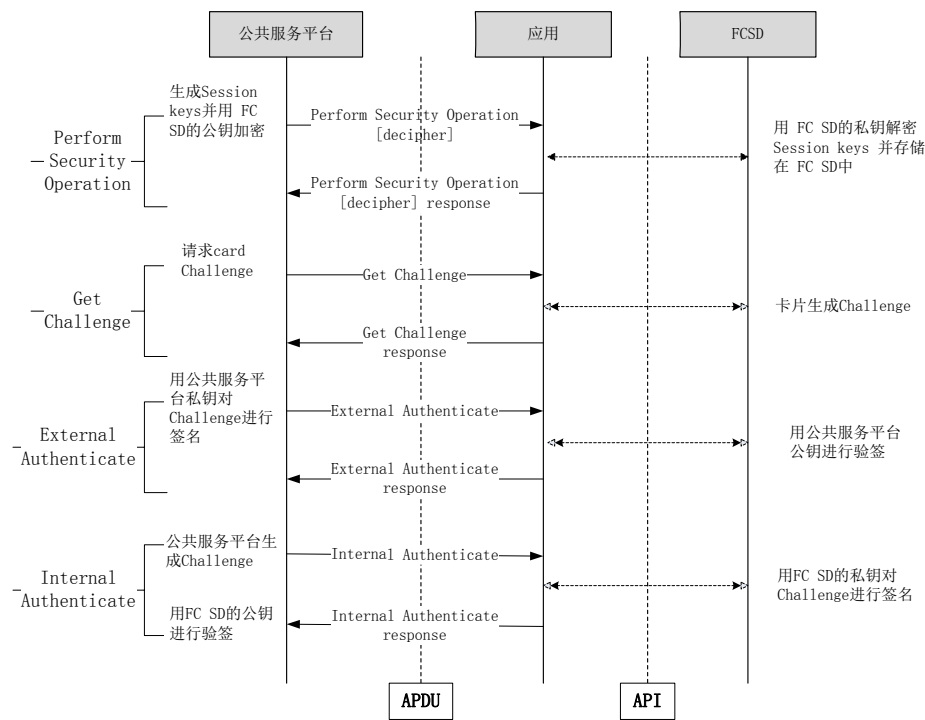 公共服务平台
应用
FCSD
Perform
Security
Operation
生成Session
keys并用 FC
SD的公钥加密
Perform Security Operation
[decipher]
用 FC SD的私钥解密
Session keys 并存储
在 FC SD中
Perform Security Operation
[decipher] response
Get
Challenge
请求card
Challenge
Get Challenge
卡片生成Challenge
Get Challenge
response
External
Authenticate
用公共服务平
台私钥对
Challenge进行
签名
External Authenticate
用公共服务平台
公钥进行验签
External Authenticate
response
Internal
Authenticate
公共服务平台生
成Challenge
Internal Authenticate
用FC SD的私钥对
Challenge进行签名
用FC SD的公钥
进行验签
Internal Authenticate
response
APDU
API